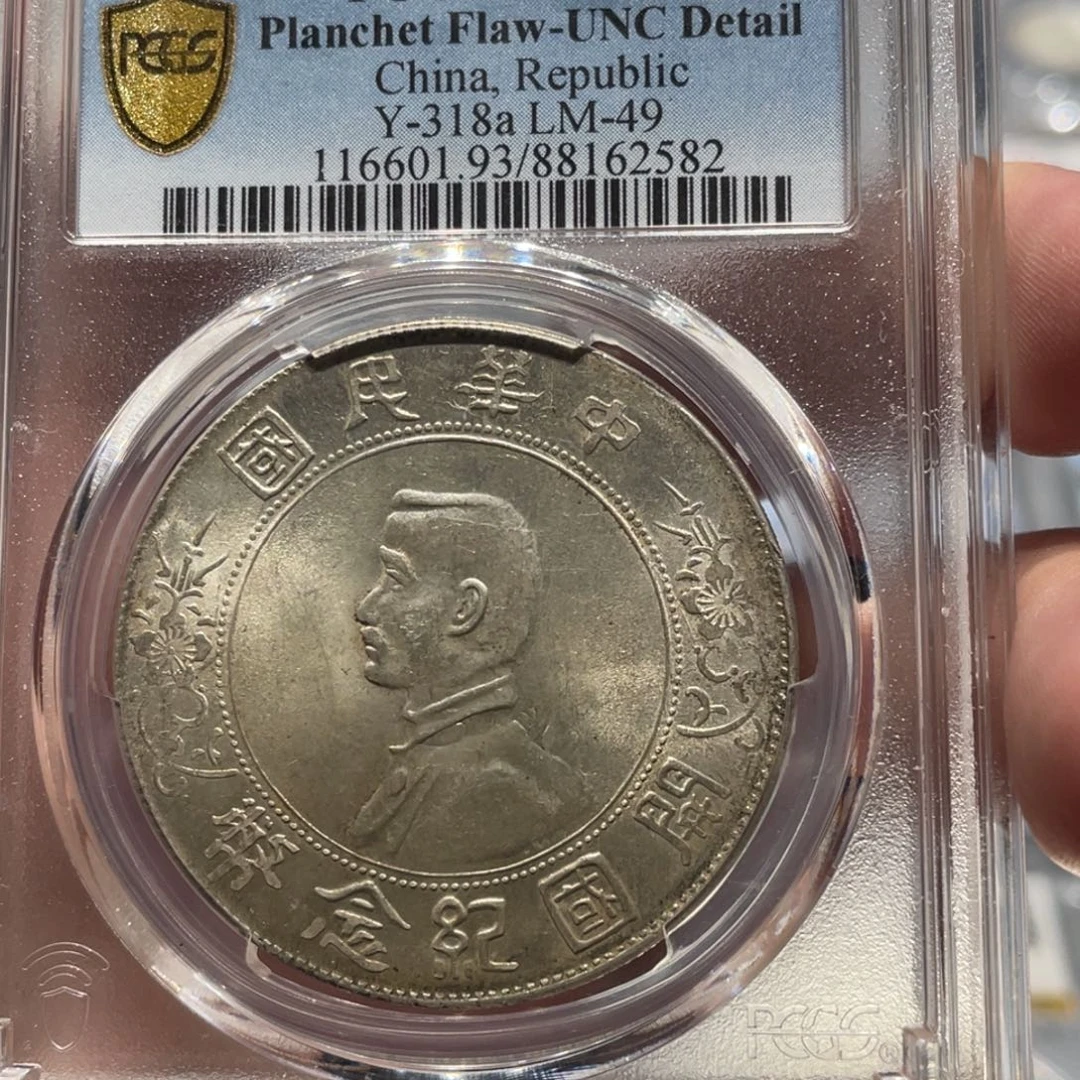 PCGS
Planchet Flaw-UNC Detail
China, Republic
Y-318a LM-49
116601.93/88162582
中華民國
開國紀念幣
PCGS